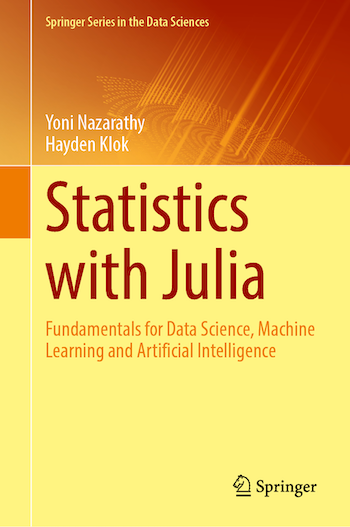 Springer Series in the Data Sciences
Yoni Nazarathy
Hayden Klok
Statistics
with Julia
Fundamentals for Data Science, Machine
Learning and Artificial Intelligence
Springer